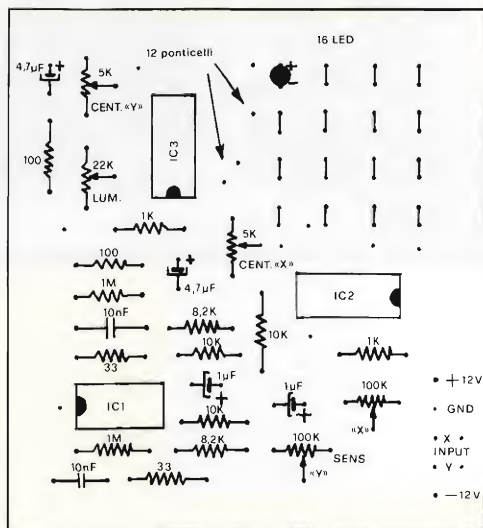 12 ponticelli
16 LED
4,7µF
+
5K
CENT. «Y»
+
IC3
100
22K
LUM.
1K
5K
CENT. «X»
100
+
4,7µF
1M
IC2
10nF
8,2K
10K
33
10K
1K
1µF
+
1µF
+
100K
«X»
+ 12V
IC1
10K
GND
1M
8,2K
100K
SENS
«Y»
X
INPUT
Y
10nF
33
— 12V